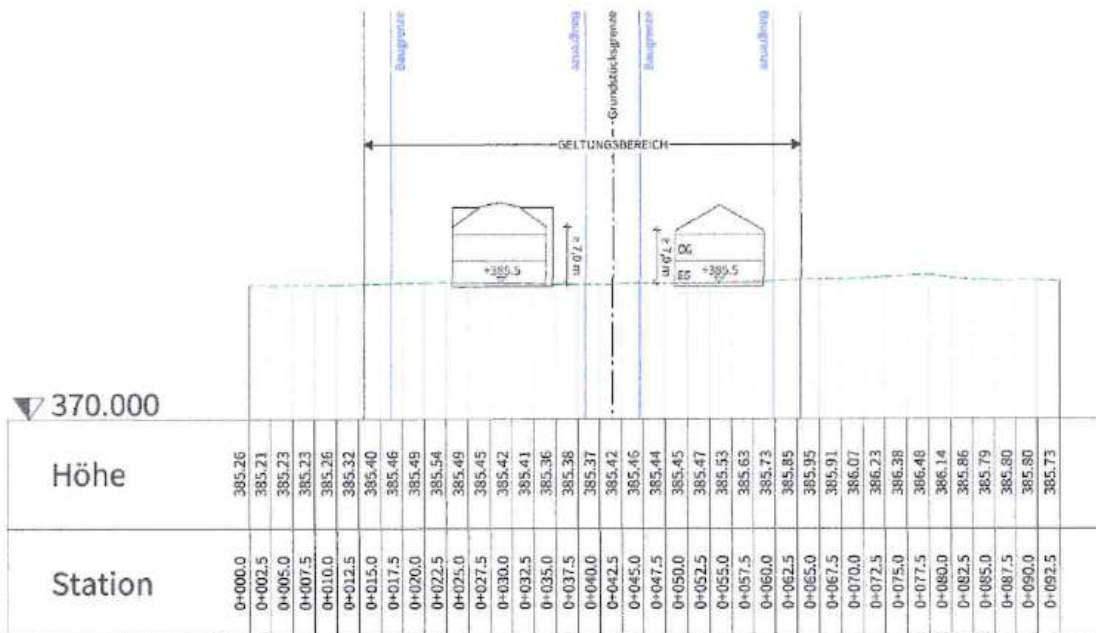 Baugrenze
Baugrenze
Grundstücksgrenze
Baugrenze
Baugrenze
GELTUNGSBEREICH
+385.5
≥ 7,0 m
≥ 7,0 m
OG
EG
+385.5
370.000
Höhe 385.26 385.21 385.23 385.23 385.26 385.32 385.40 385.46 385.49 385.54 385.49 385.45 385.42 385.41 385.36 385.38 385.37 385.42 385.46 385.44 385.45 385.47 385.53 385.63 385.73 385.85 385.95 385.91 386.07 386.23 386.38 386.48 386.14 385.86 385.79 385.80 385.80 385.73
Station 0+000.0 0+002.5 0+005.0 0+007.5 0+010.0 0+012.5 0+015.0 0+017.5 0+020.0 0+022.5 0+025.0 0+027.5 0+030.0 0+032.5 0+035.0 0+037.5 0+040.0 0+042.5 0+045.0 0+047.5 0+050.0 0+052.5 0+055.0 0+057.5 0+060.0 0+062.5 0+065.0 0+067.5 0+070.0 0+072.5 0+075.0 0+077.5 0+080.0 0+082.5 0+085.0 0+087.5 0+090.0 0+092.5